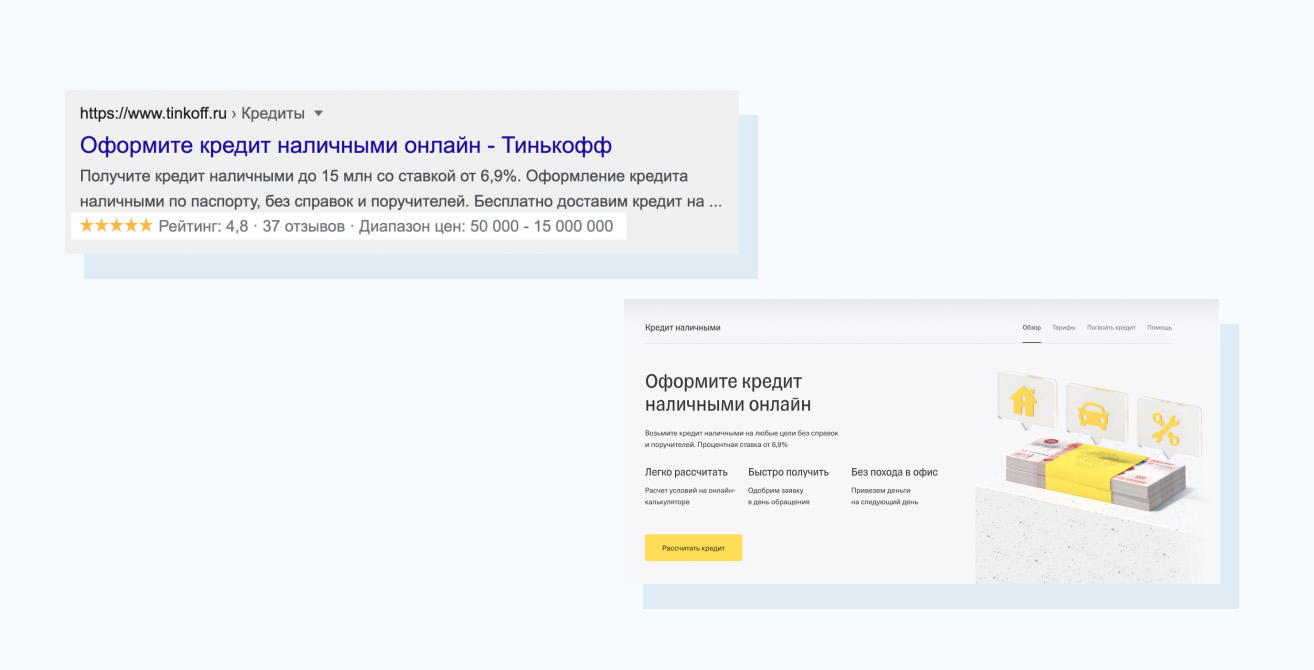 https://www.tinkoff.ru › Кредиты
Оформите кредит наличными онлайн - Тинькофф
Получите кредит наличными до 15 млн со ставкой от 6,9%. Оформление кредита
наличными по паспорту, без справок и поручителей. Бесплатно доставим кредит на ...
Рейтинг: 4,8 · 37 отзывов · Диапазон цен: 50 000 - 15 000 000
Кредит наличными
Обзор Тарифы Погасить кредит Помощь
Оформите кредит
наличными онлайн
Возьмите кредит наличными на любые цели без справок
и поручителей. Процентная ставка от 6,9%
Легко рассчитать Быстро получить Без похода в офис
Расчет условий на онлайн- Одобрим заявку Привезем деньги
калькуляторе в день обращения на следующий день
Рассчитать кредит